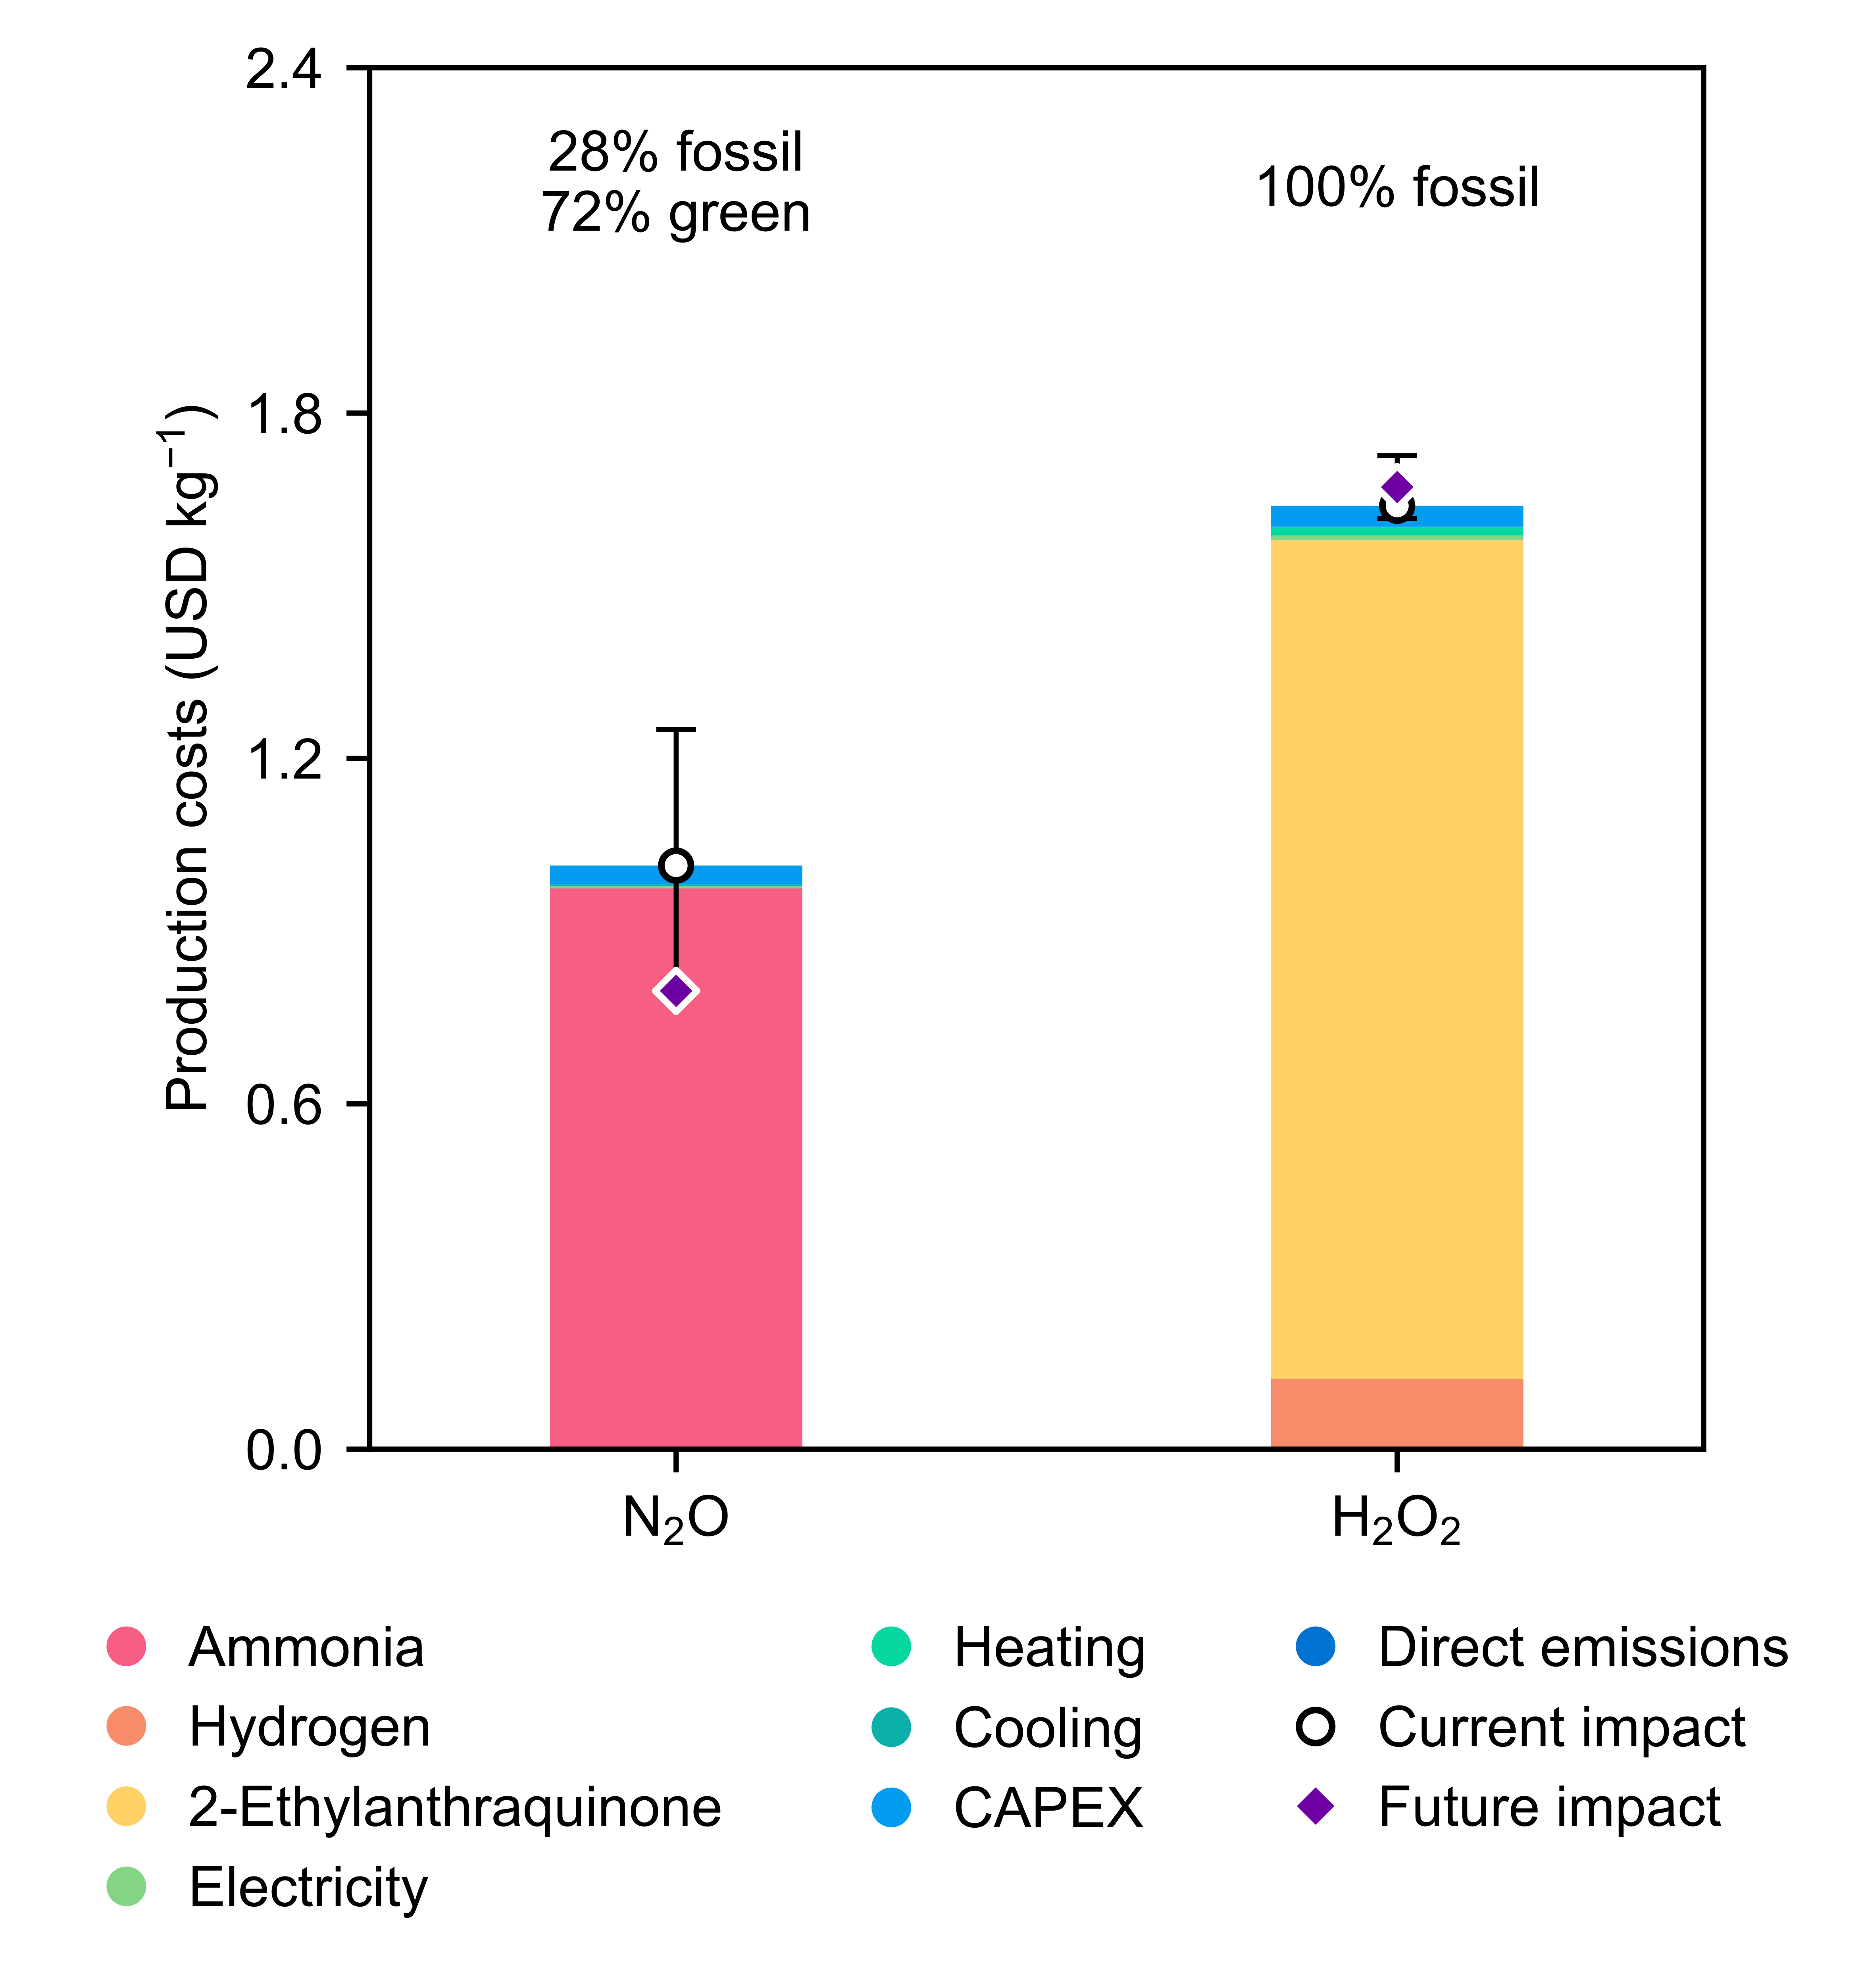 2.4
1.8
1.2
0.6
0.0
Production costs (USD kg⁻¹)
28% fossil
72% green
100% fossil
N₂O
H₂O₂
Ammonia
Hydrogen
2-Ethylanthraquinone
Electricity
Heating
Cooling
CAPEX
Direct emissions
Current impact
Future impact